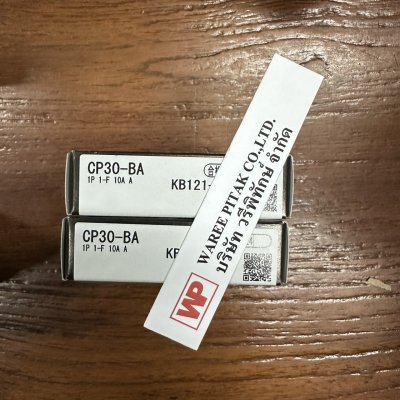 CP30-BA
1P 1-F 10A A
KB121-
CP30-BA
1P 1-F 10A A
WP
WAREE PITAK CO.,LTD.
บริษัท วรีพิทักษ์ จำกัด